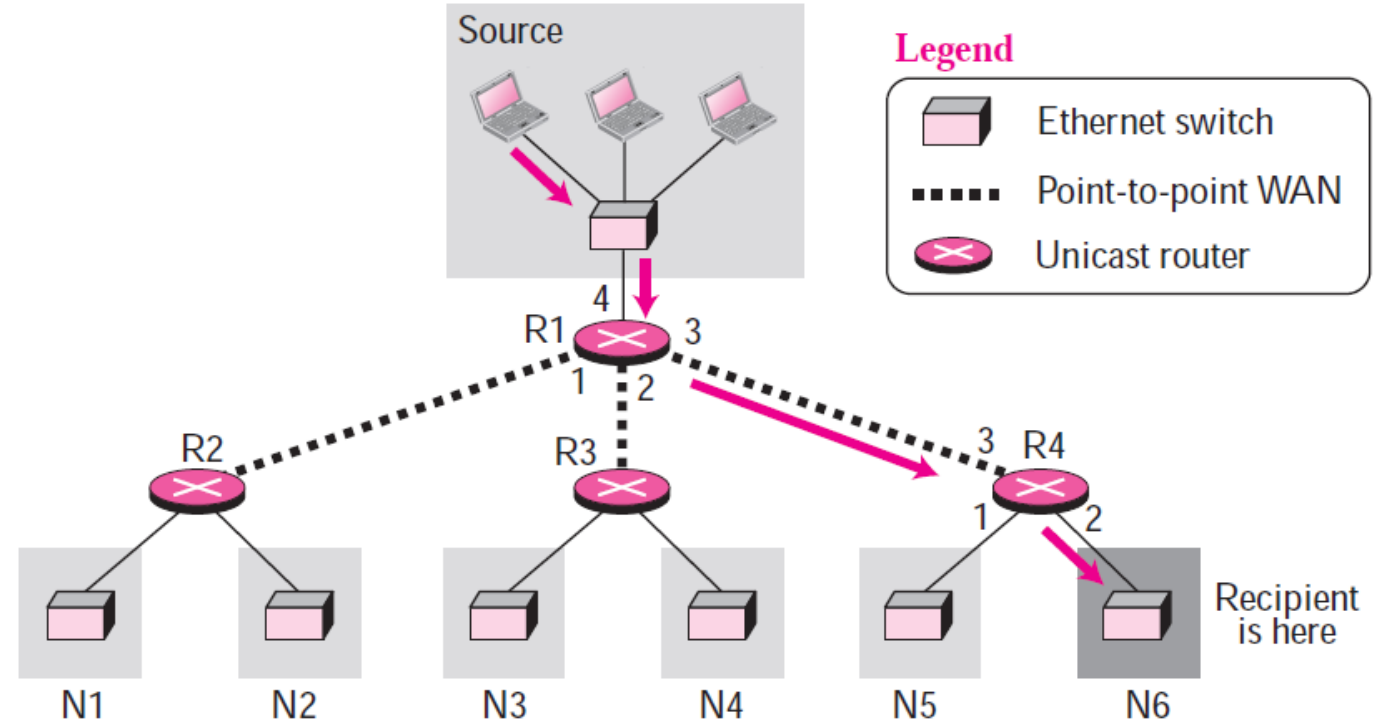 Source
Legend
Ethernet switch
Point-to-point WAN
Unicast router
4
R1
3
1
2
R2
R3
3
R4
1
2
Recipient
is here
N1
N2
N3
N4
N5
N6